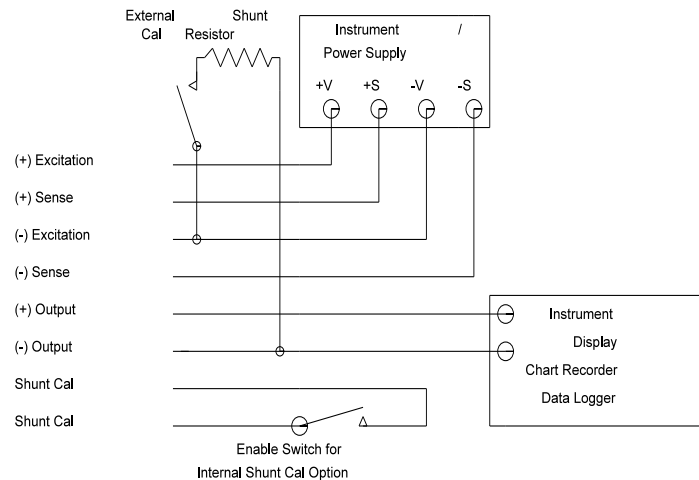 External Shunt
Cal Resistor
Instrument /
Power Supply
+V +S -V -S
(+) Excitation
(+) Sense
(-) Excitation
(-) Sense
(+) Output
(-) Output
Shunt Cal
Shunt Cal
Instrument
Display
Chart Recorder
Data Logger
Enable Switch for
Internal Shunt Cal Option